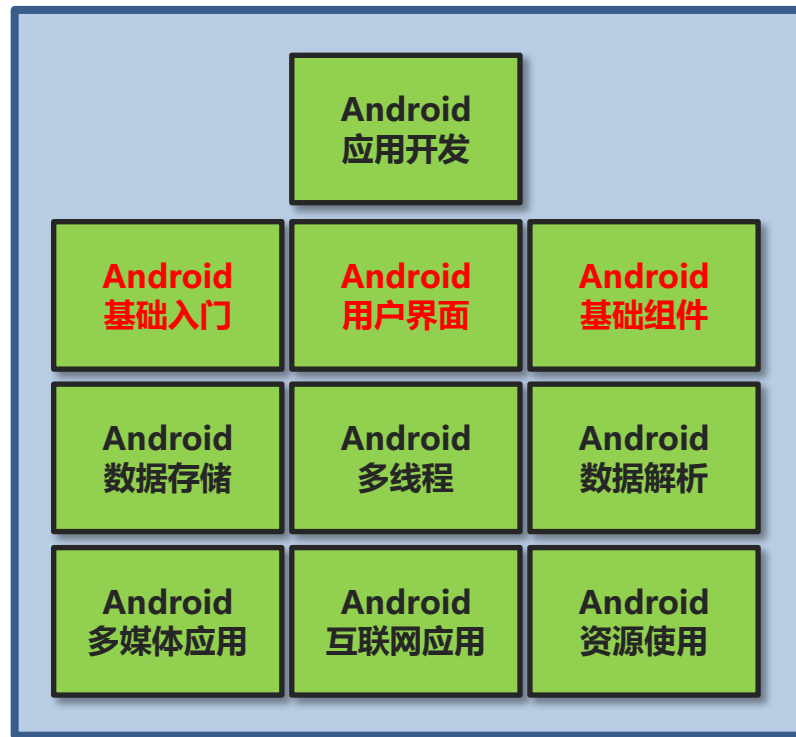 Android
应用开发
Android
基础入门
Android
用户界面
Android
基础组件
Android
数据存储
Android
多线程
Android
数据解析
Android
多媒体应用
Android
互联网应用
Android
资源使用